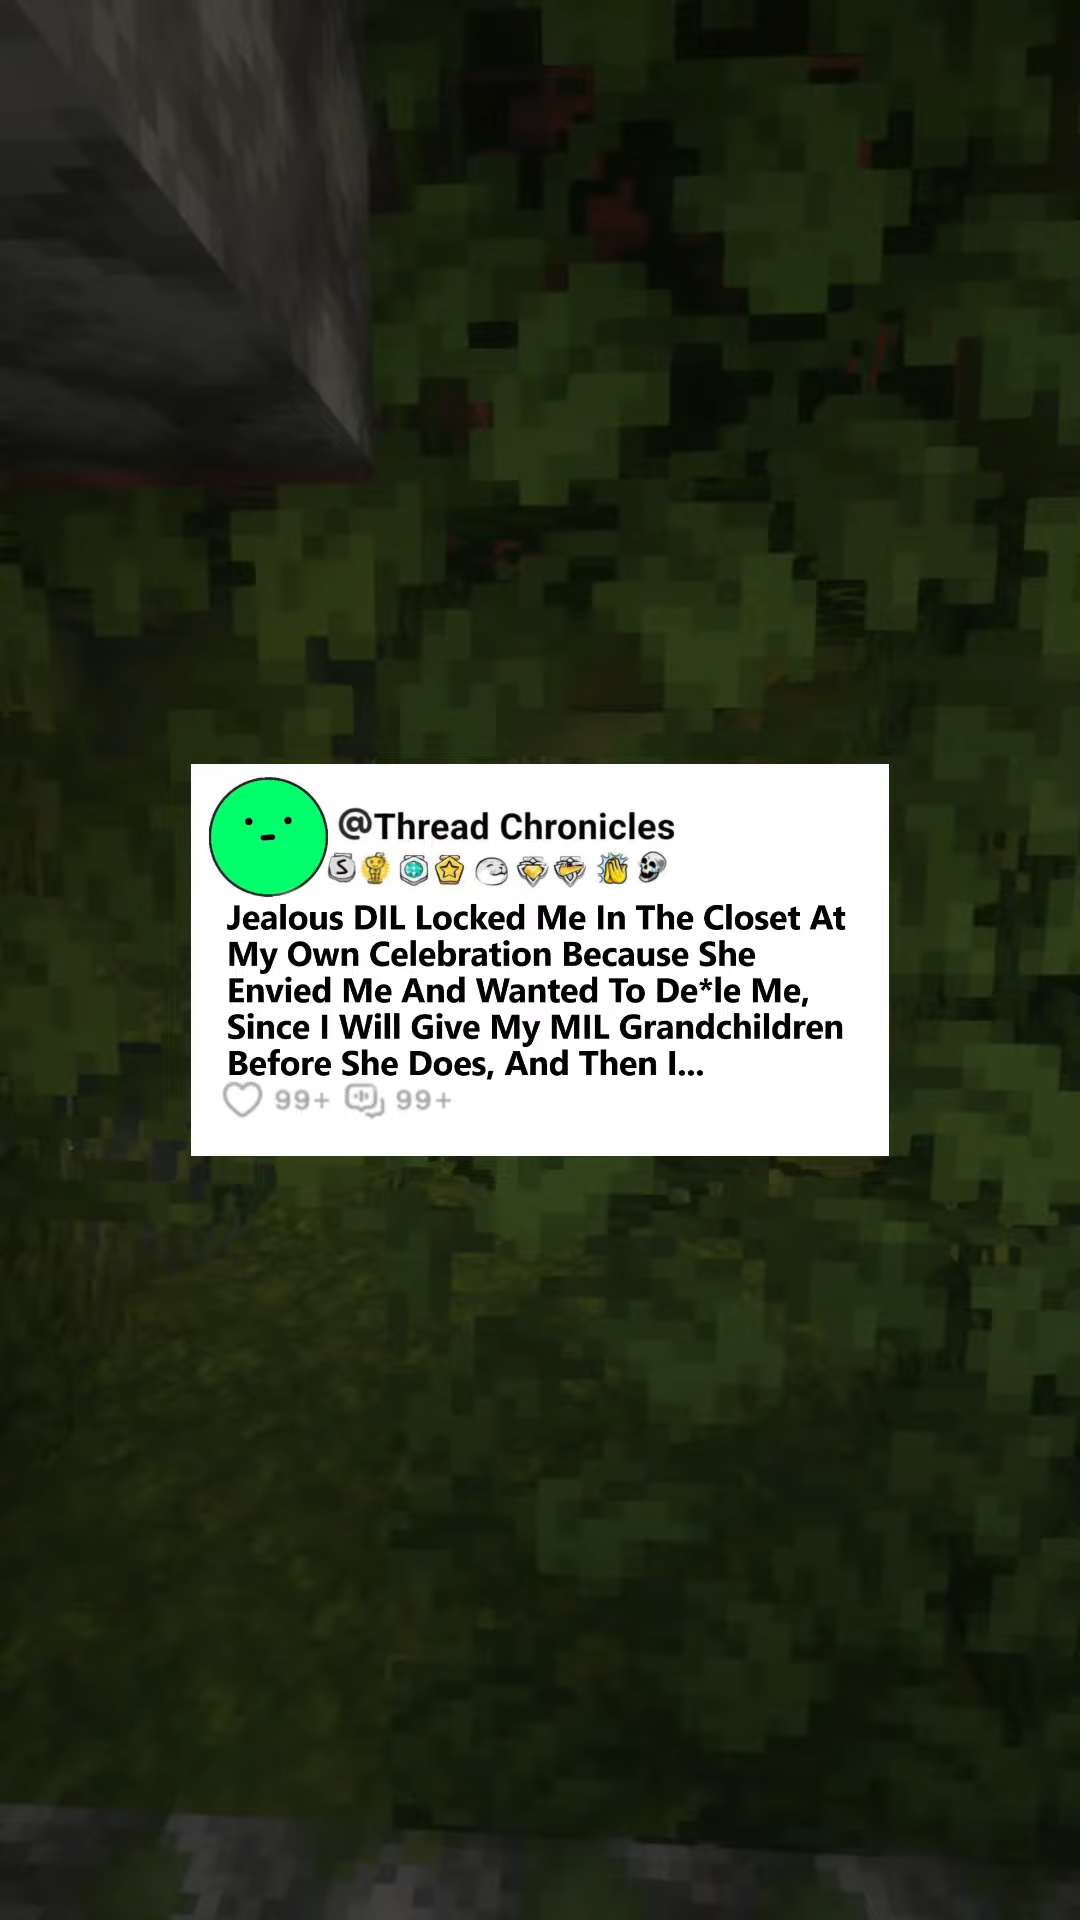 @Thread Chronicles
Jealous DIL Locked Me In The Closet At
My Own Celebration Because She
Envied Me And Wanted To De*le Me,
Since I Will Give My MIL Grandchildren
Before She Does, And Then I...
99+ 99+